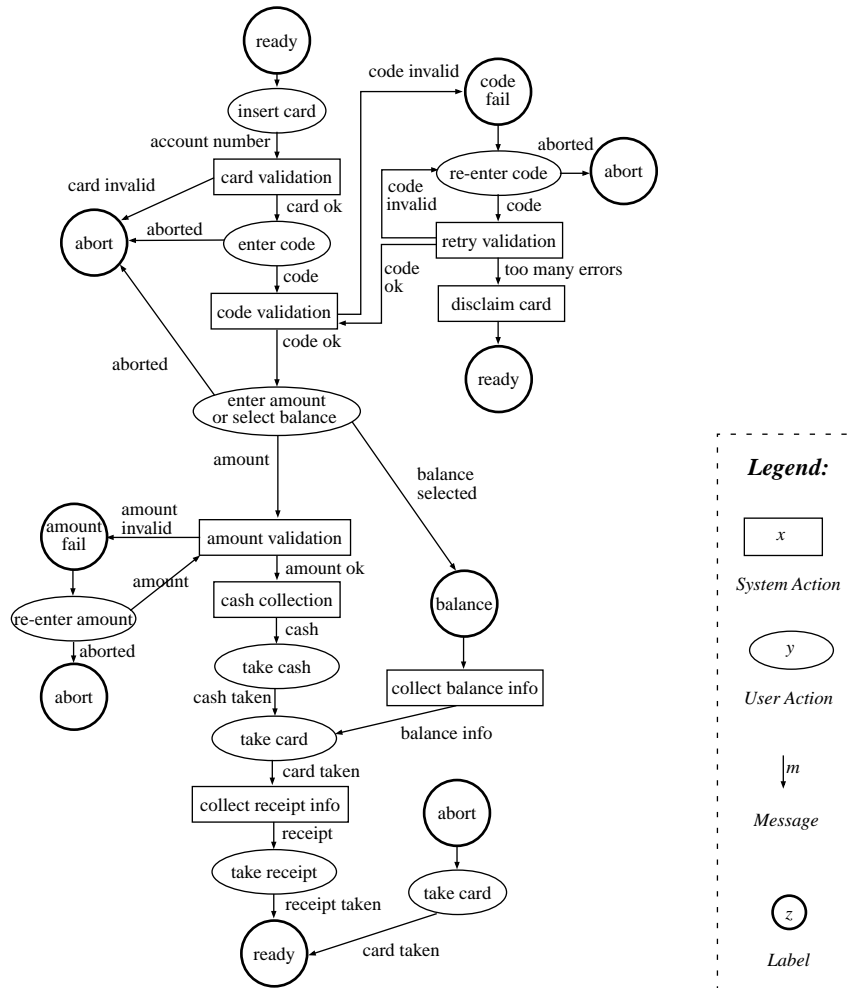 ready
insert card
account number
card validation
card invalid
card ok
abort
aborted
enter code
code
code validation
code ok
code invalid
code
fail
re-enter code
aborted
abort
code
invalid
code
retry validation
code
ok
too many errors
disclaim card
ready
aborted
enter amount
or select balance
amount
balance
selected
amount
fail
amount
invalid
amount validation
amount
amount ok
re-enter amount
aborted
abort
cash collection
cash
take cash
cash taken
balance
collect balance info
balance info
take card
card taken
collect receipt info
receipt
take receipt
receipt taken
ready
abort
take card
card taken
Legend:
x
System Action
y
User Action
m
Message
z
Label